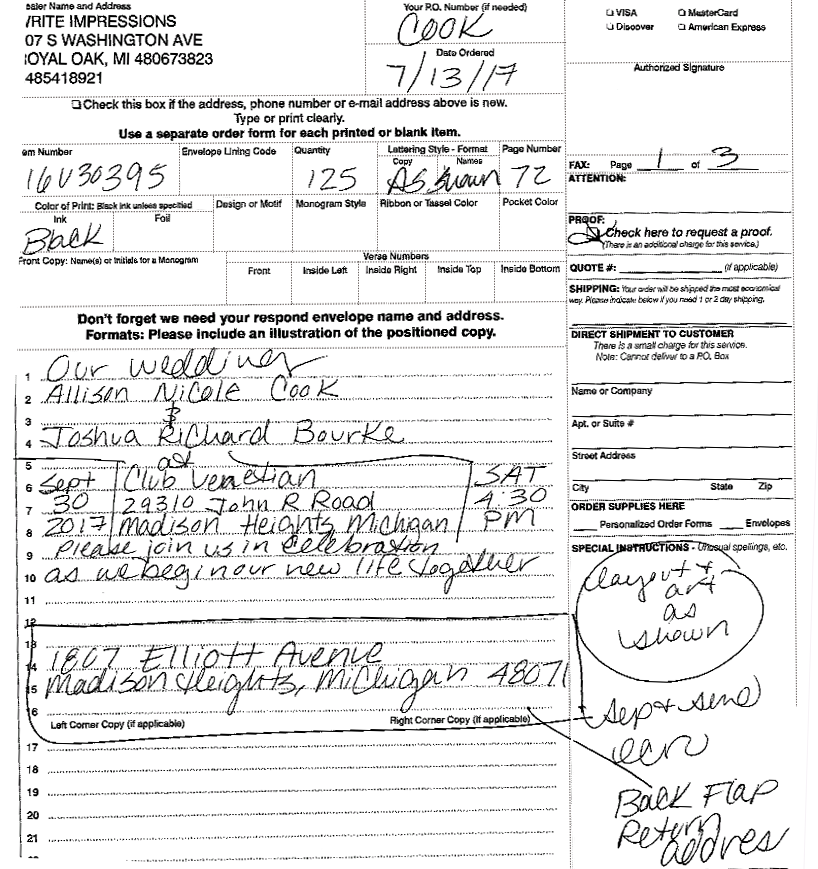 ealer Name and Address
/RITE IMPRESSIONS
07 S WASHINGTON AVE
OYAL OAK, MI 480673823
485418921
Your P.O. Number (if needed)
COOK
Date Ordered
7/13/17
❏ VISA ❏ MasterCard
❏ Discover ❏ American Express
Authorized Signature
❏ Check this box if the address, phone number or e-mail address above is new.
Type or print clearly.
Use a separate order form for each printed or blank item.
em Number Envelope Lining Code Quantity Lettering Style - Format Page Number
Copy Names
16V30395 125 AS Shown 72
FAX: Page 1 of 3
ATTENTION:
Color of Print: Black ink unless specified Design or Motif Monogram Style Ribbon or Tassel Color Pocket Color
Ink Foil
Black
PROOF:
Check here to request a proof.
(There is an additional charge for this service.)
Front Copy: Name(s) or Initials for a Monogram Verse Numbers
Front Inside Left Inside Right Inside Top Inside Bottom
QUOTE #: (if applicable)
SHIPPING: Your order will be shipped the most economical
way. Please indicate below if you need 1 or 2 day shipping.
Don't forget we need your respond envelope name and address.
Formats: Please include an illustration of the positioned copy.
DIRECT SHIPMENT TO CUSTOMER
There is a small charge for this service.
Note: Cannot deliver to a P.O. Box
Name or Company
Apt. or Suite #
Street Address
City State Zip
ORDER SUPPLIES HERE
Personalized Order Forms Envelopes
SPECIAL INSTRUCTIONS - Unusual spellings, etc.
Layout +
art
as
shown
1 Our wedding
2 Allison Nicole Cook
3 &
4 Joshua Richard Bourke
5 at
6 Sept Club Venetian SAT
7 30 29310 John R Road 4:30
8 2017 Madison Heights Michigan PM
9 Please join us in celebration
10 as we begin our new life together
11
12
13
14 1807 Elliott Avenue
15 Madison Heights, Michigan 48071
16
Left Corner Copy (if applicable) Right Corner Copy (if applicable)
17
18
19
20
21
Back Flap
Return
addres